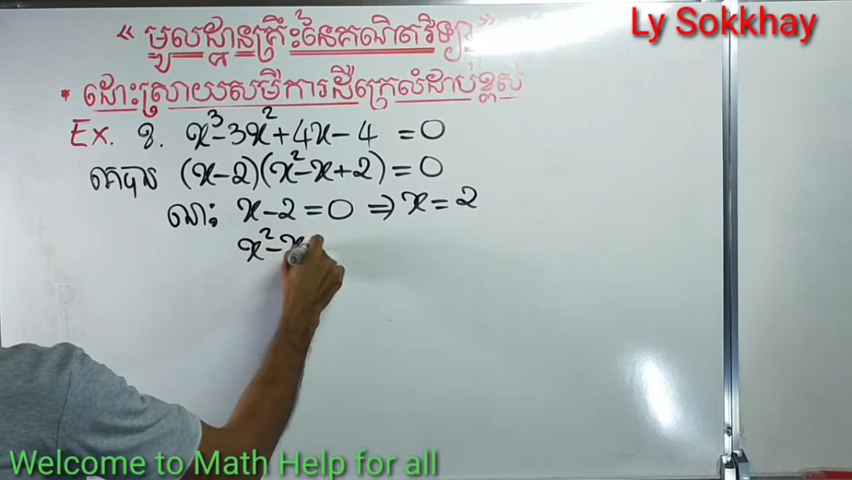 Ly Sokkhay
“ មូលដ្ឋានគ្រឹះនៃគណិតវិទ្យា ”
* ដោះស្រាយសមីការដឺក្រេលំដាប់ខ្ពស់
Ex. 9. x³-3x²+4x-4 =0
គេបាន (x-2)(x²-x+2)=0
នោះ x-2=0 ⇒ x=2
x²-x
Welcome to Math Help for all